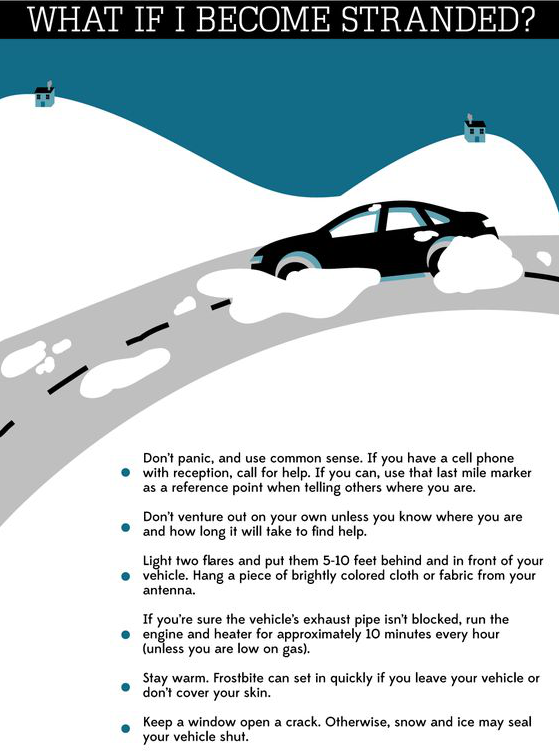 WHAT IF I BECOME STRANDED?
Don't panic, and use common sense. If you have a cell phone
with reception, call for help. If you can, use that last mile marker
as a reference point when telling others where you are.
Don't venture out on your own unless you know where you are
and how long it will take to find help.
Light two flares and put them 5-10 feet behind and in front of your
vehicle. Hang a piece of brightly colored cloth or fabric from your
antenna.
If you're sure the vehicle's exhaust pipe isn't blocked, run the
engine and heater for approximately 10 minutes every hour
(unless you are low on gas).
Stay warm. Frostbite can set in quickly if you leave your vehicle or
don't cover your skin.
Keep a window open a crack. Otherwise, snow and ice may seal
your vehicle shut.